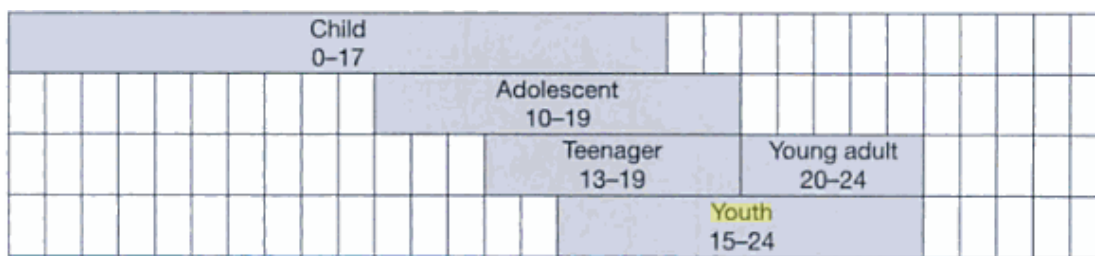 Child
0–17
Adolescent
10–19
Teenager
13–19
Young adult
20–24
Youth
15–24